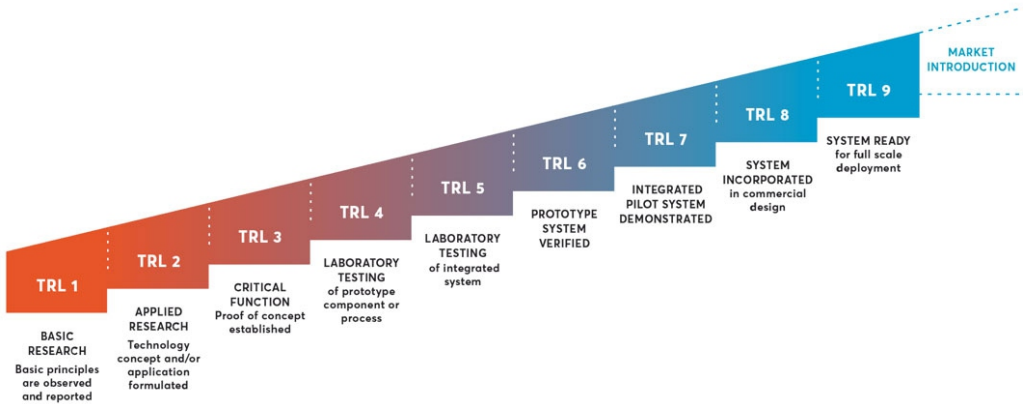 TRL 1
BASIC
RESEARCH
Basic principles
are observed
and reported
TRL 2
APPLIED
RESEARCH
Technology
concept and/or
application
formulated
TRL 3
CRITICAL
FUNCTION
Proof of concept
established
TRL 4
LABORATORY
TESTING
of prototype
component or
process
TRL 5
LABORATORY
TESTING
of integrated
system
TRL 6
PROTOTYPE
SYSTEM
VERIFIED
TRL 7
INTEGRATED
PILOT SYSTEM
DEMONSTRATED
TRL 8
SYSTEM
INCORPORATED
in commercial
design
TRL 9
SYSTEM READY
for full scale
deployment
MARKET
INTRODUCTION